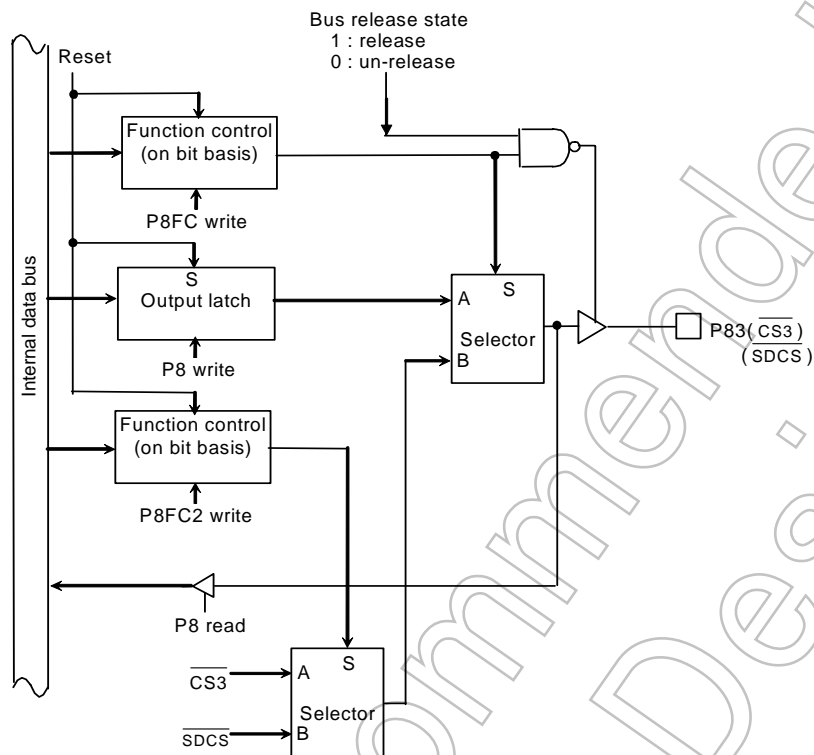 Bus release state
1 : release
0 : un-release
Reset
Function control
(on bit basis)
P8FC write
S
Output latch
P8 write
A
S
Selector
B
P83(CS3)
(SDCS)
Internal data bus
Function control
(on bit basis)
P8FC2 write
P8 read
CS3
A
S
Selector
SDCS
B
ommende
Des